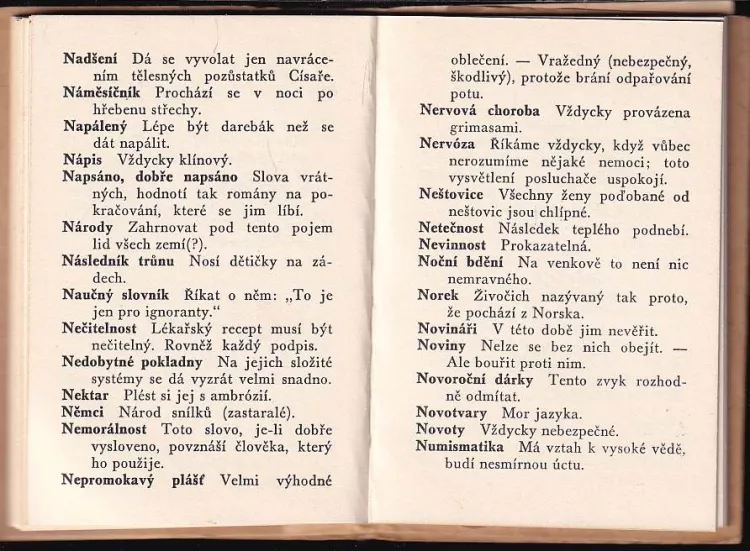 Nadšení Dá se vyvolat jen navráce-
ním tělesných pozůstatků Císaře.
Náměsíčník Prochází se v noci po
hřebenu střechy.
Napálený Lépe být darebák než se
dát napálit.
Nápis Vždycky klínový.
Napsáno, dobře napsáno Slova vrát-
ných, hodnotí tak romány na po-
kračování, které se jim líbí.
Národy Zahrnovat pod tento pojem
lid všech zemí(?).
Následník trůnu Nosí dětičky na zá-
dech.
Naučný slovník Říkat o něm: „To je
jen pro ignoranty.“
Nečitelnost Lékařský recept musí být
nečitelný. Rovněž každý podpis.
Nedobytné pokladny Na jejich složité
systémy se dá vyzrát velmi snadno.
Nektar Plést si jej s ambrózií.
Němci Národ snílků (zastaralé).
Nemorálnost Toto slovo, je-li dobře
vysloveno, povznáší člověka, který
ho použije.
Nepromokavý plášť Velmi výhodné
oblečení. — Vražedný (nebezpečný,
škodlivý), protože brání odpařování
potu.
Nervová choroba Vždycky provázena
grimasami.
Nervóza Říkáme vždycky, když vůbec
nerozumíme nějaké nemoci; toto
vysvětlení posluchače uspokojí.
Neštovice Všechny ženy poďobané od
neštovic jsou chlípné.
Netečnost Následek teplého podnebí.
Nevinnost Prokazatelná.
Noční bdění Na venkově to není nic
nemravného.
Norek Živočich nazývaný tak proto,
že pochází z Norska.
Novináři V této době jim nevěřit.
Noviny Nelze se bez nich obejít. —
Ale bouřit proti nim.
Novoroční dárky Tento zvyk rozhod-
ně odmítat.
Novotvary Mor jazyka.
Novoty Vždycky nebezpečné.
Numismatika Má vztah k vysoké vědě,
budí nesmírnou úctu.